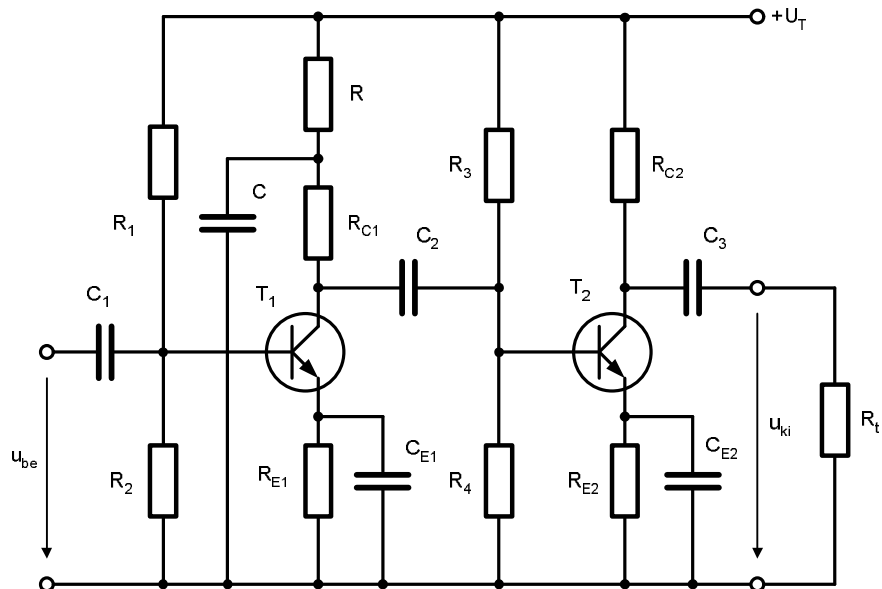 +U_T
R
R_3
R_C2
C
R_1
R_C1
C_2
C_3
C_1
T_1
T_2
u_be
R_2
R_E1
C_E1
R_4
R_E2
C_E2
u_ki
R_t